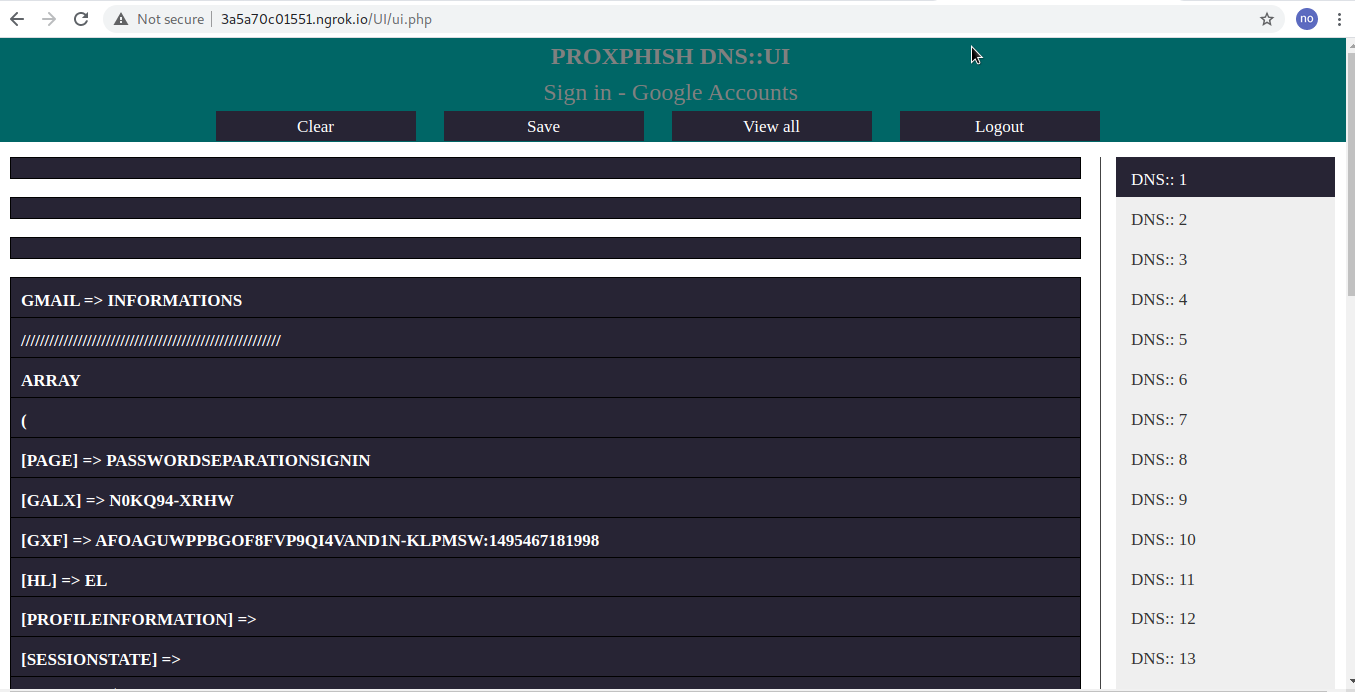 Not secure | 3a5a70c01551.ngrok.io/UI/ui.php
no
PROXPHISH DNS::UI
Sign in - Google Accounts
Clear Save View all Logout
GMAIL => INFORMATIONS
///////////////////////////////////////////////////////
ARRAY
(
[PAGE] => PASSWORDSEPARATIONSIGNIN
[GALX] => N0KQ94-XRHW
[GXF] => AFOAGUWPPBGOF8FVP9QI4VAND1N-KLPMSW:1495467181998
[HL] => EL
[PROFILEINFORMATION] =>
[SESSIONSTATE] =>
DNS:: 1
DNS:: 2
DNS:: 3
DNS:: 4
DNS:: 5
DNS:: 6
DNS:: 7
DNS:: 8
DNS:: 9
DNS:: 10
DNS:: 11
DNS:: 12
DNS:: 13